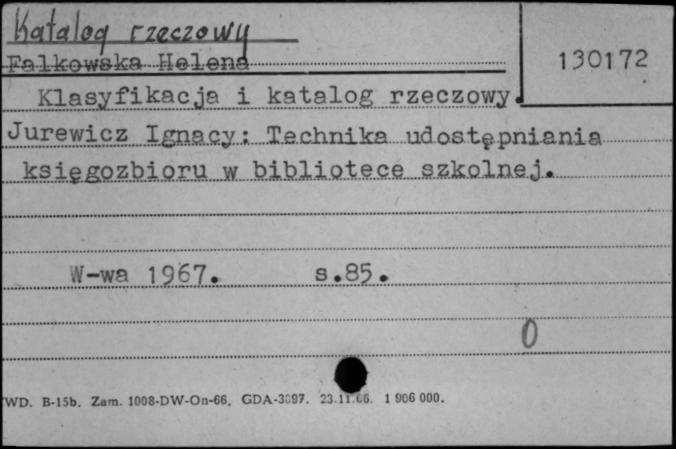 Katalog rzeczowy
Falkowska Helena
130172
Klasyfikacja i katalog rzeczowy.
Jurewicz Ignacy: Technika udostępniania
księgozbioru w bibliotece szkolnej.
W-wa 1967. s.85.
0
WD. B-15b. Zam. 1008-DW-On-66, GDA-3097. 23.11.66. 1 906 000.